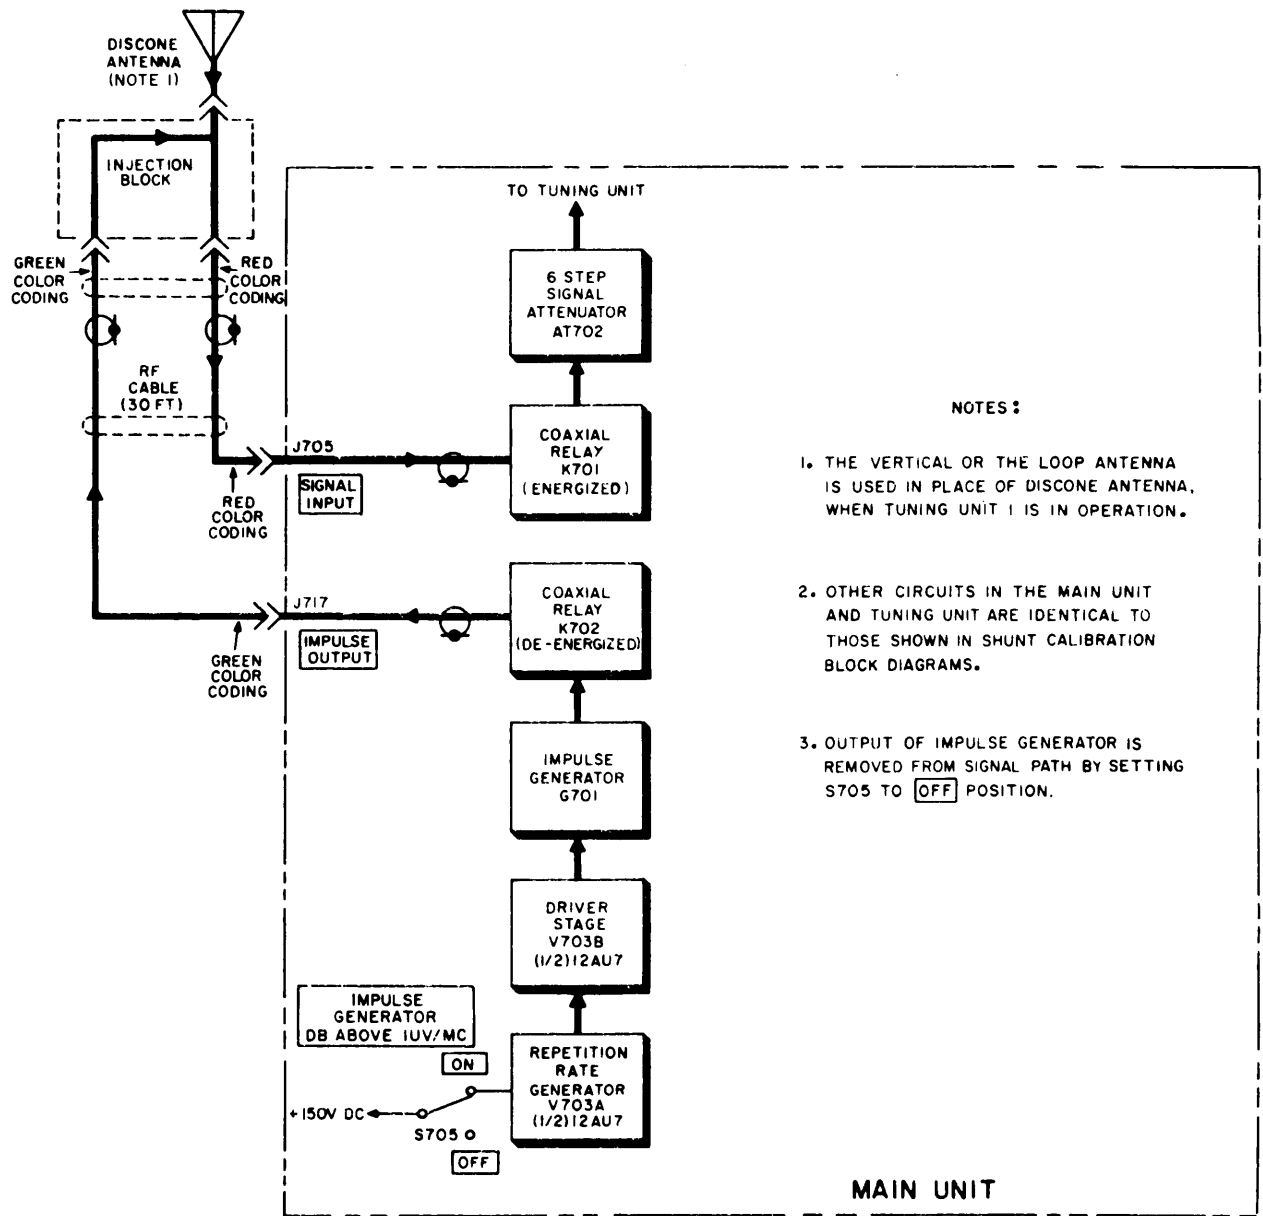 DISCONE
ANTENNA
(NOTE 1)
INJECTION
BLOCK
GREEN
COLOR
CODING
RED
COLOR
CODING
RF
CABLE
(30 FT)
J705
SIGNAL
INPUT
RED
COLOR
CODING
J717
IMPULSE
OUTPUT
GREEN
COLOR
CODING
TO TUNING UNIT
6 STEP
SIGNAL
ATTENUATOR
AT702
COAXIAL
RELAY
K701
(ENERGIZED)
COAXIAL
RELAY
K702
(DE-ENERGIZED)
IMPULSE
GENERATOR
G701
DRIVER
STAGE
V703B
(1/2)12AU7
IMPULSE
GENERATOR
DB ABOVE 1UV/MC
ON
REPETITION
RATE
GENERATOR
V703A
(1/2)12AU7
+150V DC
S705
OFF
NOTES:
1. THE VERTICAL OR THE LOOP ANTENNA
IS USED IN PLACE OF DISCONE ANTENNA,
WHEN TUNING UNIT 1 IS IN OPERATION.
2. OTHER CIRCUITS IN THE MAIN UNIT
AND TUNING UNIT ARE IDENTICAL TO
THOSE SHOWN IN SHUNT CALIBRATION
BLOCK DIAGRAMS.
3. OUTPUT OF IMPULSE GENERATOR IS
REMOVED FROM SIGNAL PATH BY SETTING
S705 TO OFF POSITION.
MAIN UNIT